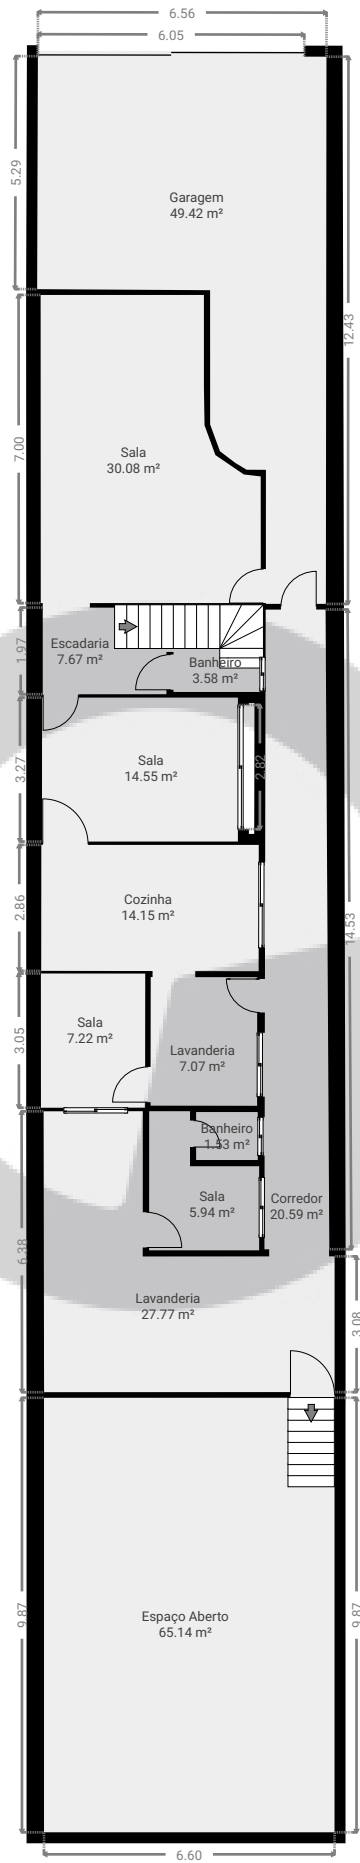 6.56
6.05
5.29
Garagem
49.42 m²
12.43
7.00
Sala
30.08 m²
1.97
Escadaria
7.67 m²
Banheiro
3.58 m²
3.27
Sala
14.55 m²
2.82
2.86
Cozinha
14.15 m²
14.53
3.05
Sala
7.22 m²
Lavanderia
7.07 m²
Banheiro
1.53 m²
Sala
5.94 m²
Corredor
20.59 m²
6.38
Lavanderia
27.77 m²
3.08
9.87
Espaço Aberto
65.14 m²
9.87
6.60